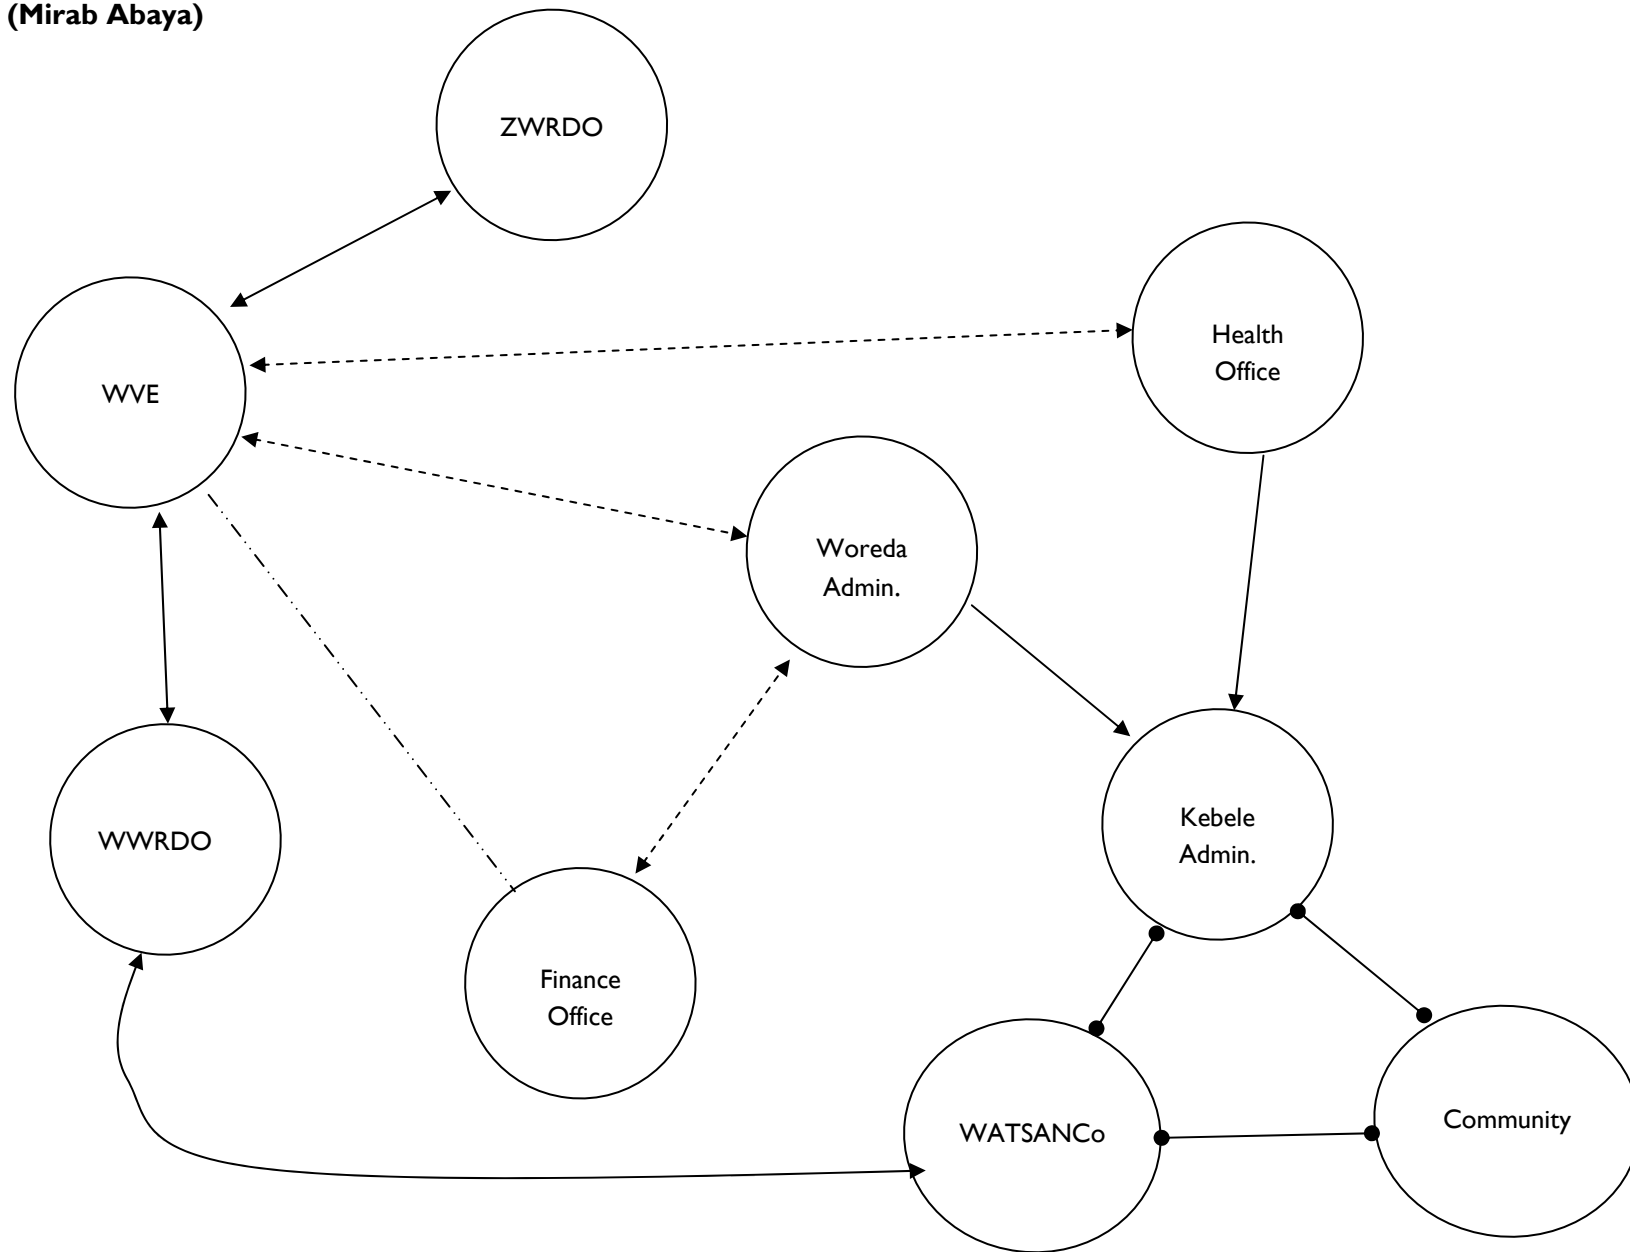 (Mirab Abaya)
ZWRDO
Health
Office
WVE
Woreda
Admin.
Kebele
Admin.
WWRDO
Finance
Office
WATSANCo
Community